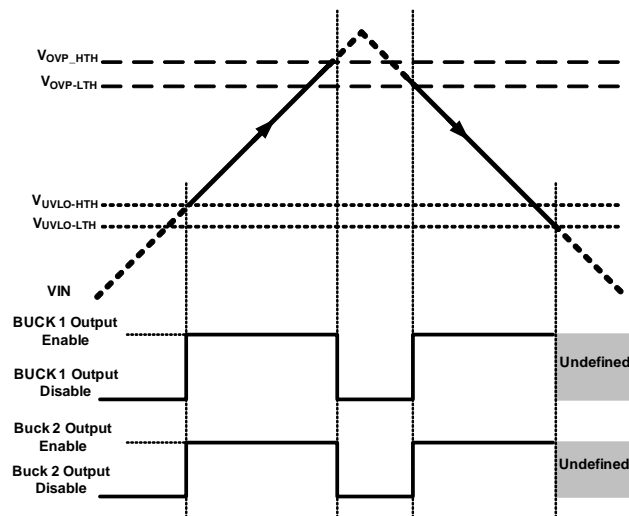 VOVP_HTH
VOVP-LTH
VUVLO-HTH
VUVLO-LTH
VIN
BUCK 1 Output
Enable
Undefined
BUCK 1 Output
Disable
Buck 2 Output
Enable
Undefined
Buck 2 Output
Disable